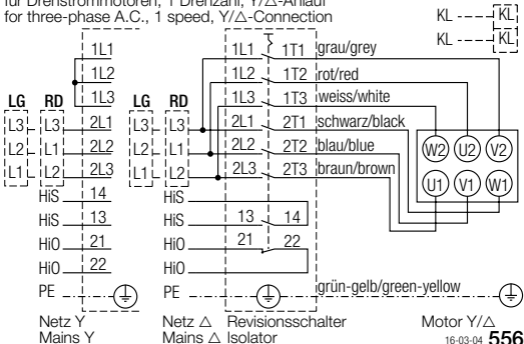 für Drehstrommotoren, 1 Drehzahl, Y/△-Anlauf
for three-phase A.C., 1 speed, Y/△-Connection
KL KL
KL KL
1L1 1L1 1T1 grau/grey
1L2 1L2 1T2 rot/red
LG RD 1L3 LG RD 1L3 1T3 weiss/white
L3 L3 2L1 L3 L3 2L1 2T1 schwarz/black
L2 L1 2L2 L2 L1 2L2 2T2 blau/blue
L1 L2 2L3 L1 L2 2L3 2T3 braun/brown
W2 U2 V2
U1 V1 W1
HiS 14 HiS
HiS 13 HiS 13 14
HiO 21 HiO 21 22
HiO 22 HiO
PE PE grün-gelb/green-yellow
Netz Y Netz △ Revisionsschalter Motor Y/△
Mains Y Mains △ Isolator 16-03-04 556